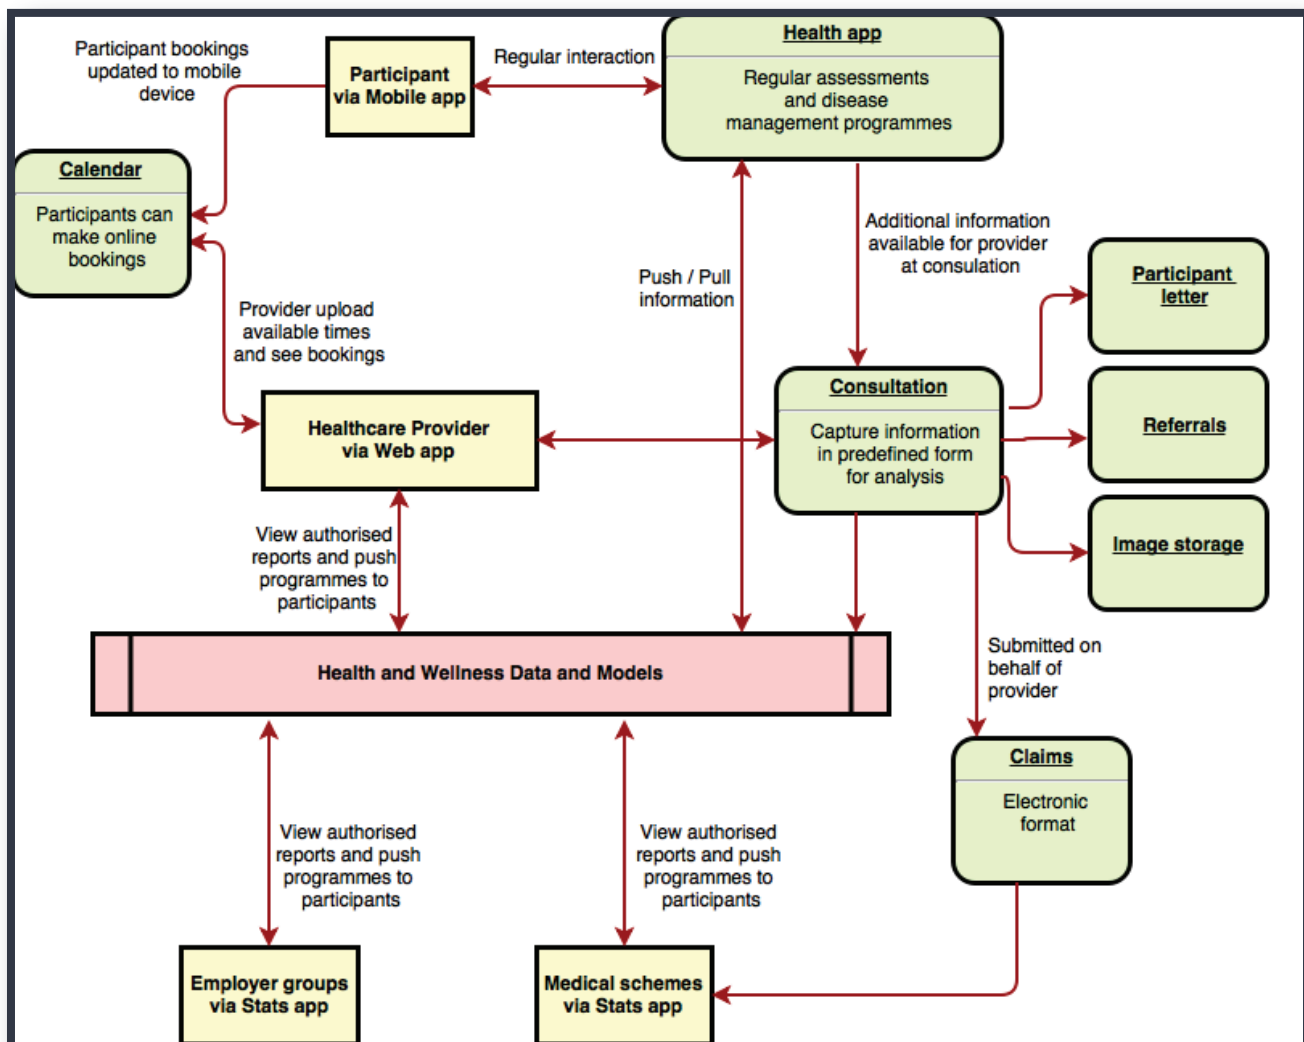 Participant bookings
updated to mobile
device
Participant
via Mobile app
Regular interaction
Health app
Regular assessments
and disease
management programmes
Calendar
Participants can
make online
bookings
Additional information
available for provider
at consulation
Push / Pull
information
Participant
letter
Provider upload
available times
and see bookings
Consultation
Capture information
in predefined form
for analysis
Healthcare Provider
via Web app
Referrals
View authorised
reports and push
programmes to
participants
Image storage
Health and Wellness Data and Models
Submitted on
behalf of
provider
Claims
Electronic
format
View authorised
reports and push
programmes to
participants
View authorised
reports and push
programmes to
participants
Employer groups
via Stats app
Medical schemes
via Stats app